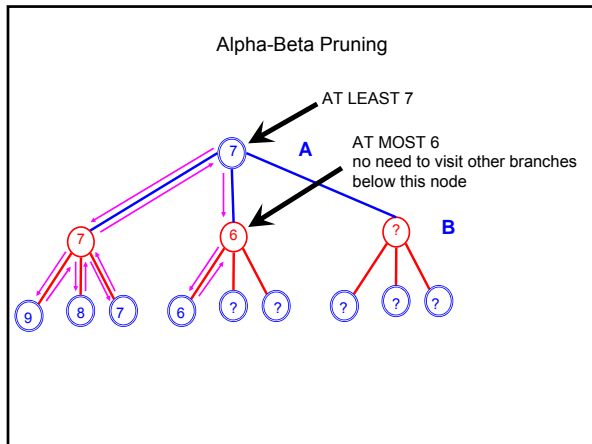 Alpha-Beta Pruning
AT LEAST 7
7
A
AT MOST 6
no need to visit other branches
below this node
7
6
?
B
9
8
7
6
?
?
?
?
?